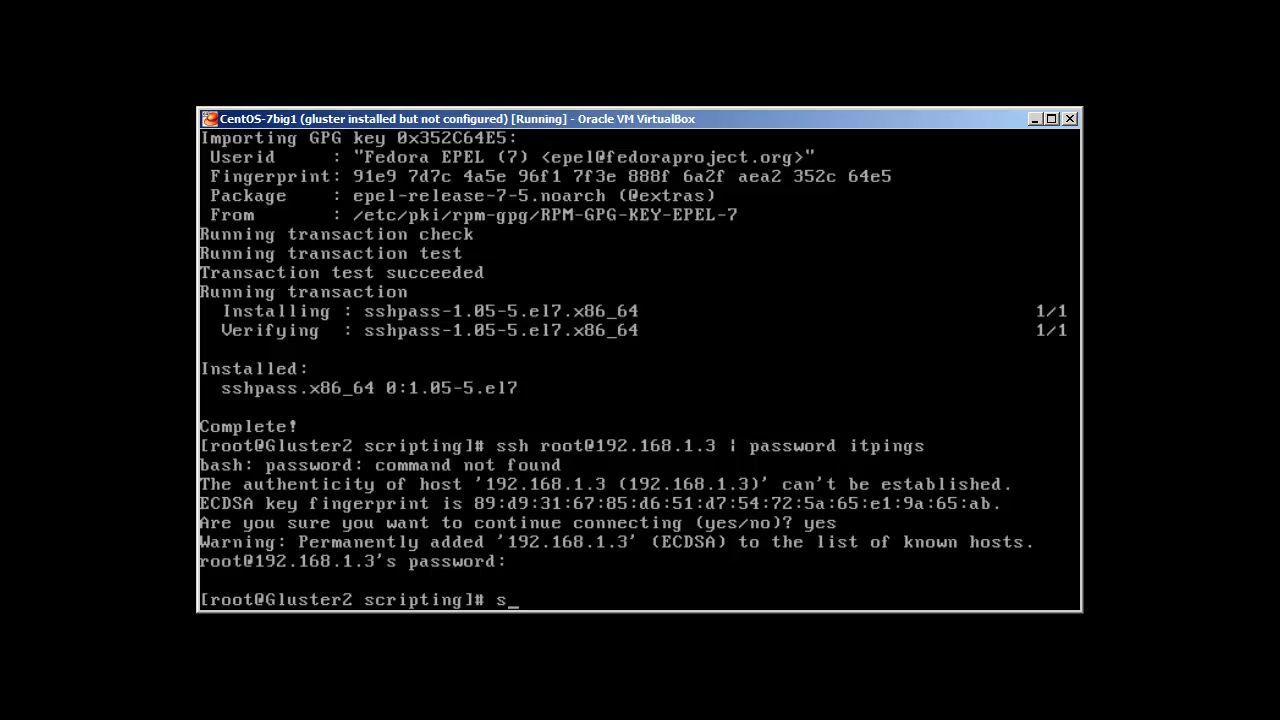 CentOS-7big1 (gluster installed but not configured) [Running] - Oracle VM VirtualBox
Importing GPG key 0x352C64E5:
 Userid     : "Fedora EPEL (7) <epel@fedoraproject.org>"
 Fingerprint: 91e9 7d7c 4a5e 96f1 7f3e 888f 6a2f aea2 352c 64e5
 Package    : epel-release-7-5.noarch (@extras)
 From       : /etc/pki/rpm-gpg/RPM-GPG-KEY-EPEL-7
Running transaction check
Running transaction test
Transaction test succeeded
Running transaction
  Installing : sshpass-1.05-5.el7.x86_64                                    1/1
  Verifying  : sshpass-1.05-5.el7.x86_64                                    1/1
Installed:
  sshpass.x86_64 0:1.05-5.el7
Complete!
[root@Gluster2 scripting]# ssh root@192.168.1.3 | password itpings
bash: password: command not found
The authenticity of host '192.168.1.3 (192.168.1.3)' can't be established.
ECDSA key fingerprint is 89:d9:31:67:85:d6:51:d7:54:72:5a:65:e1:9a:65:ab.
Are you sure you want to continue connecting (yes/no)? yes
Warning: Permanently added '192.168.1.3' (ECDSA) to the list of known hosts.
root@192.168.1.3's password:
[root@Gluster2 scripting]# s_